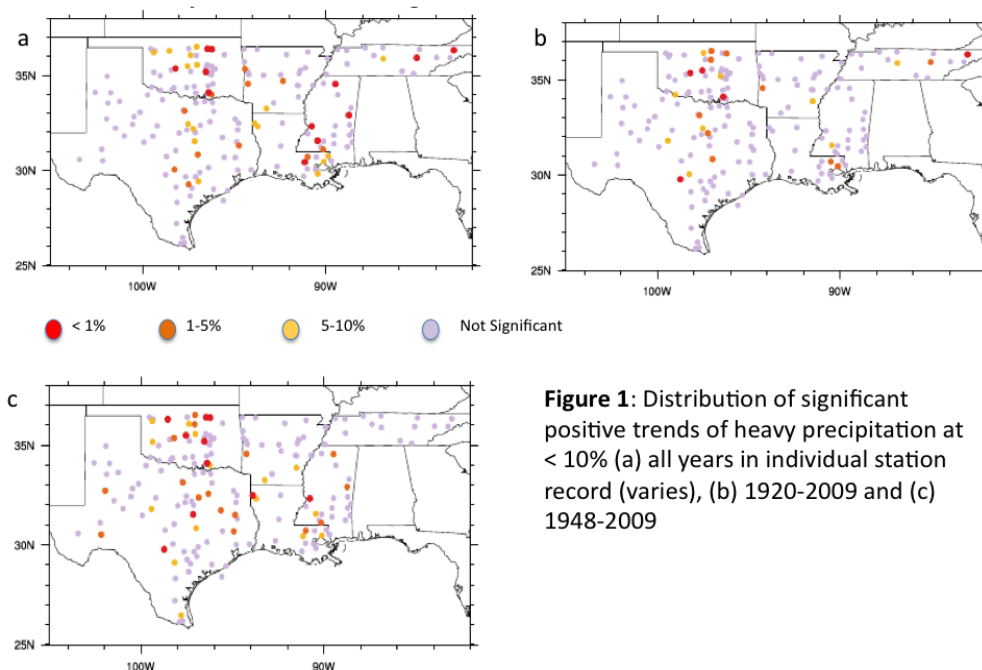 a
35N
30N
25N
100W
90W
b
35N
30N
25N
100W
90W
< 1%
1-5%
5-10%
Not Significant
c
35N
30N
25N
100W
90W
Figure 1: Distribution of significant
positive trends of heavy precipitation at
< 10% (a) all years in individual station
record (varies), (b) 1920-2009 and (c)
1948-2009